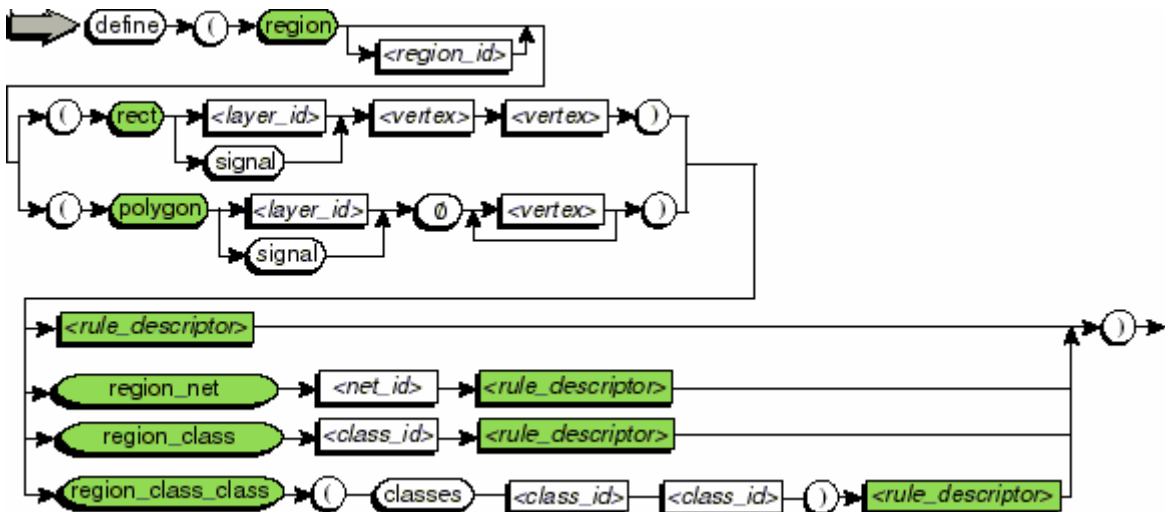 define ( region
<region_id>
( rect <layer_id> <vertex> <vertex> )
signal
( polygon <layer_id> 0 <vertex> )
signal
<rule_descriptor> )
region_net <net_id> <rule_descriptor>
region_class <class_id> <rule_descriptor>
region_class_class ( classes <class_id> <class_id> ) <rule_descriptor>